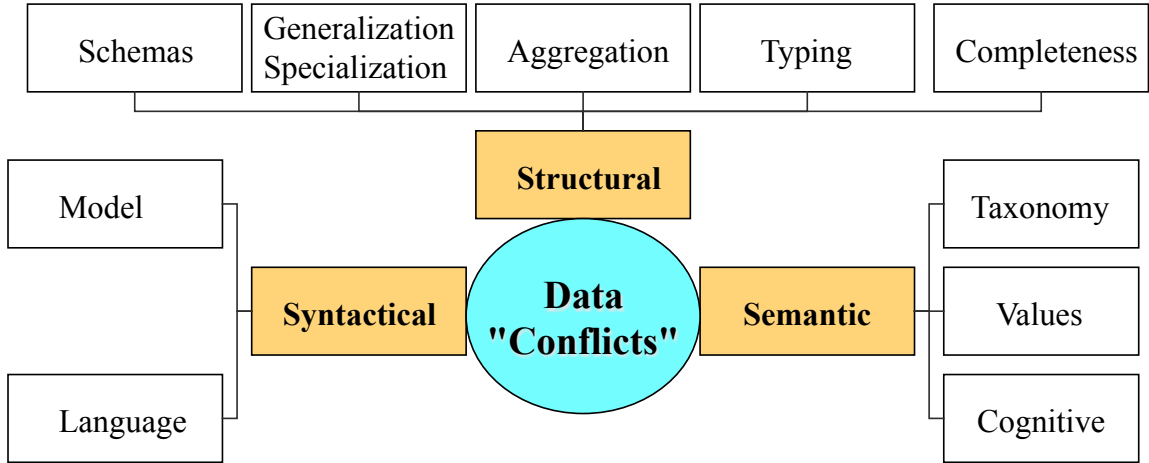 Schemas
Generalization
Specialization
Aggregation
Typing
Completeness
Structural
Model
Taxonomy
Syntactical
Data
"Conflicts"
Semantic
Values
Language
Cognitive